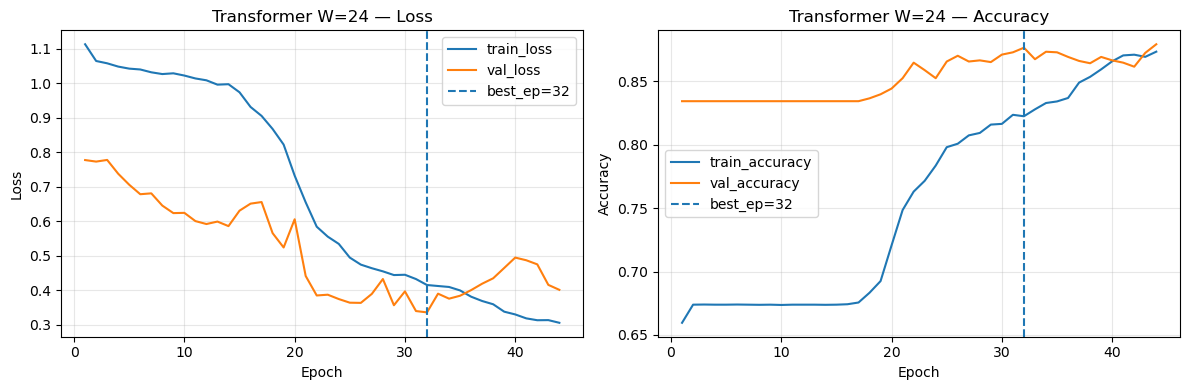 Transformer W=24 — Loss
1.1
1.0
0.9
0.8
0.7
0.6
0.5
0.4
0.3
Loss
train_loss
val_loss
best_ep=32
0
10
20
30
40
Epoch
Transformer W=24 — Accuracy
0.85
0.80
0.75
0.70
0.65
Accuracy
train_accuracy
val_accuracy
best_ep=32
0
10
20
30
40
Epoch